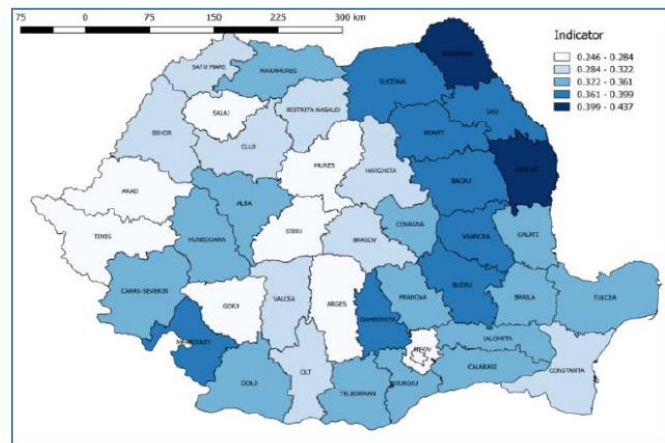 75 0 75 150 225 300 km
Indicator
0.246 - 0.284
0.284 - 0.322
0.322 - 0.361
0.361 - 0.399
0.399 - 0.437
SATU MARE
MARAMURES
SUCEAVA
SALAJ
BISTRITA-NASAUD
IASI
BIHOR
CLUJ
NEAMT
MURES
HARGHITA
BACAU
ARAD
ALBA
SIBIU
COVASNA
TIMIS
HUNEDOARA
BRASOV
VRANCEA
GALATI
CARAS-SEVERIN
GORJ
VALCEA
ARGES
PRAHOVA
BUZAU
BRAILA
TULCEA
DAMBOVITA
MEHEDINTI
IALOMITA
OLT
CALARASI
CONSTANTA
DOLJ
TELEORMAN
GIURGIU